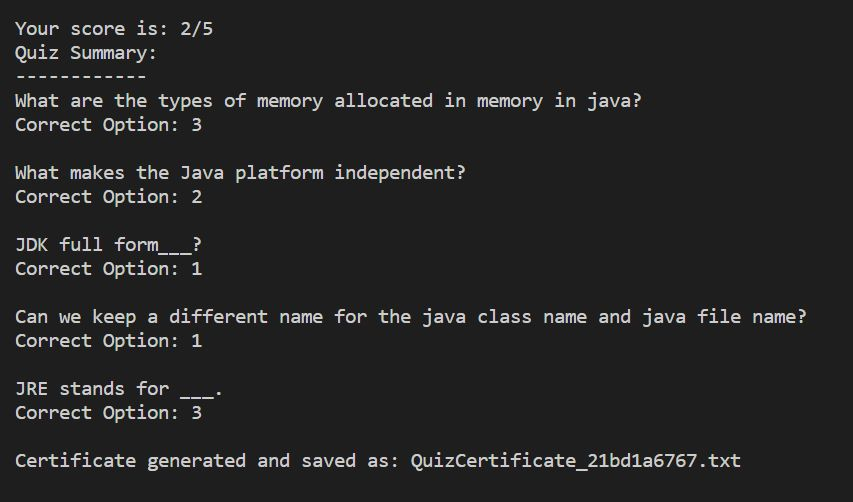 Your score is: 2/5
Quiz Summary:
------------
What are the types of memory allocated in memory in java?
Correct Option: 3
What makes the Java platform independent?
Correct Option: 2
JDK full form___?
Correct Option: 1
Can we keep a different name for the java class name and java file name?
Correct Option: 1
JRE stands for ___.
Correct Option: 3
Certificate generated and saved as: QuizCertificate_21bd1a6767.txt